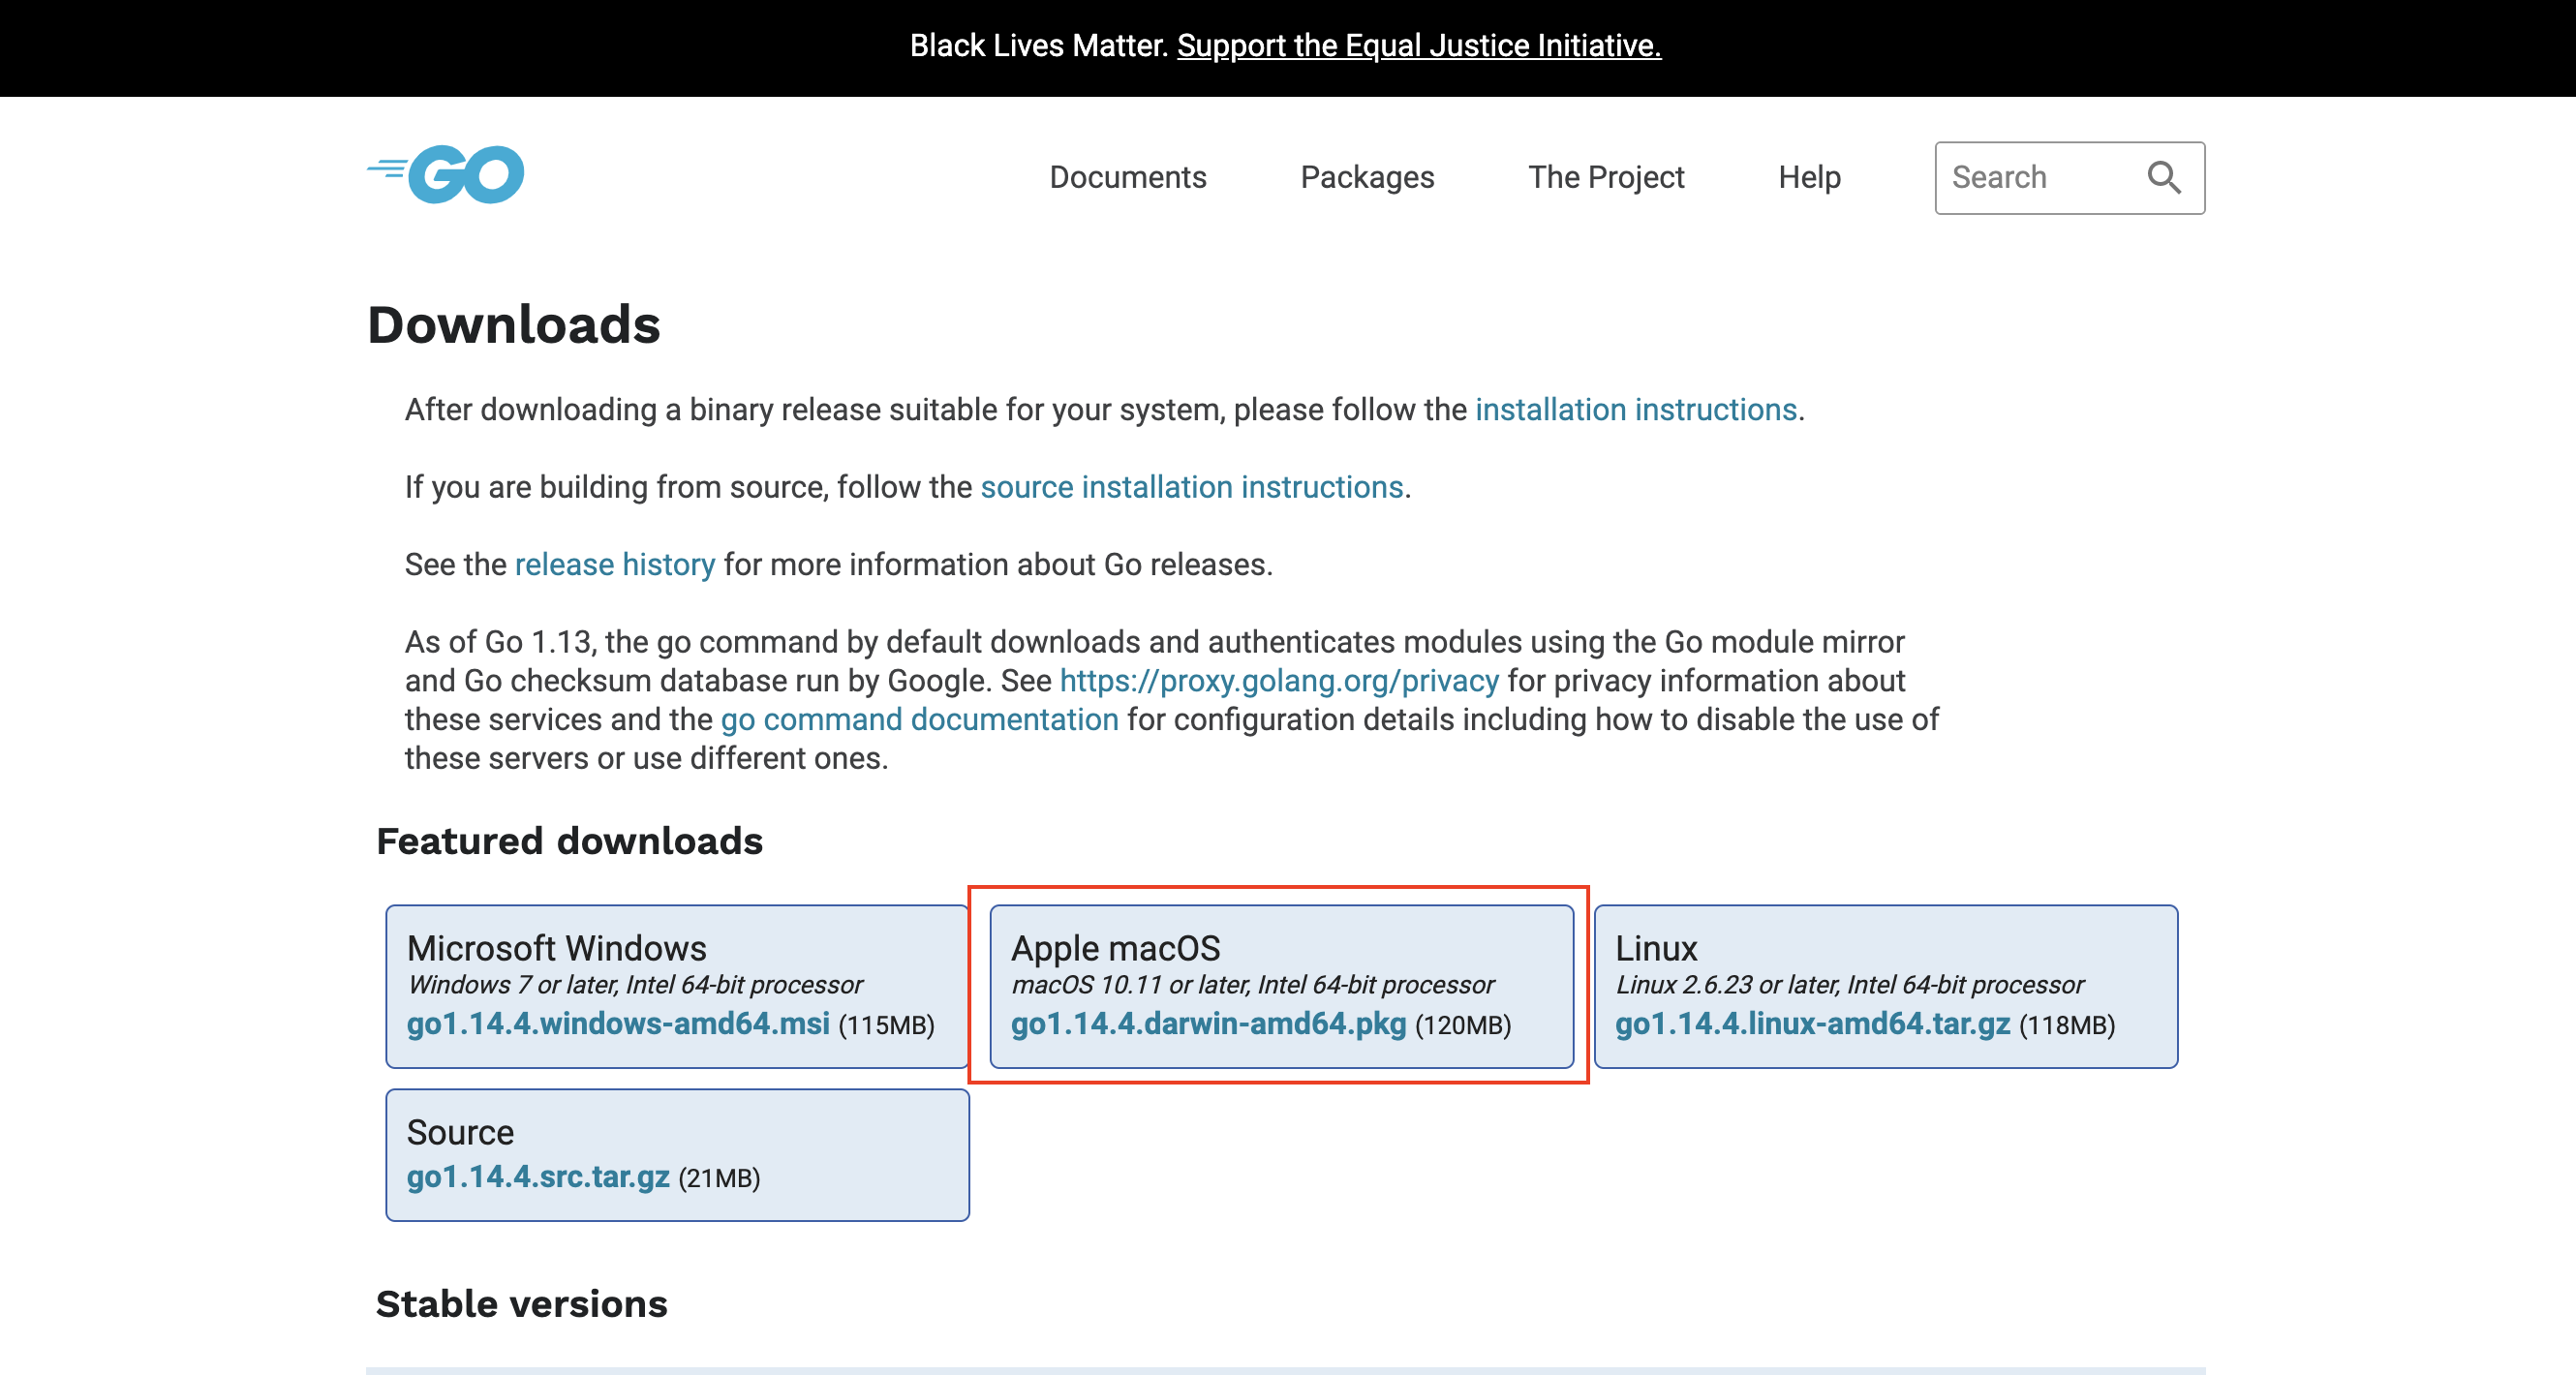 Black Lives Matter. Support the Equal Justice Initiative.
GO
Documents
Packages
The Project
Help
Search
Downloads
After downloading a binary release suitable for your system, please follow the installation instructions.
If you are building from source, follow the source installation instructions.
See the release history for more information about Go releases.
As of Go 1.13, the go command by default downloads and authenticates modules using the Go module mirror
and Go checksum database run by Google. See https://proxy.golang.org/privacy for privacy information about
these services and the go command documentation for configuration details including how to disable the use of
these servers or use different ones.
Featured downloads
Microsoft Windows
Windows 7 or later, Intel 64-bit processor
go1.14.4.windows-amd64.msi (115MB)
Apple macOS
macOS 10.11 or later, Intel 64-bit processor
go1.14.4.darwin-amd64.pkg (120MB)
Linux
Linux 2.6.23 or later, Intel 64-bit processor
go1.14.4.linux-amd64.tar.gz (118MB)
Source
go1.14.4.src.tar.gz (21MB)
Stable versions